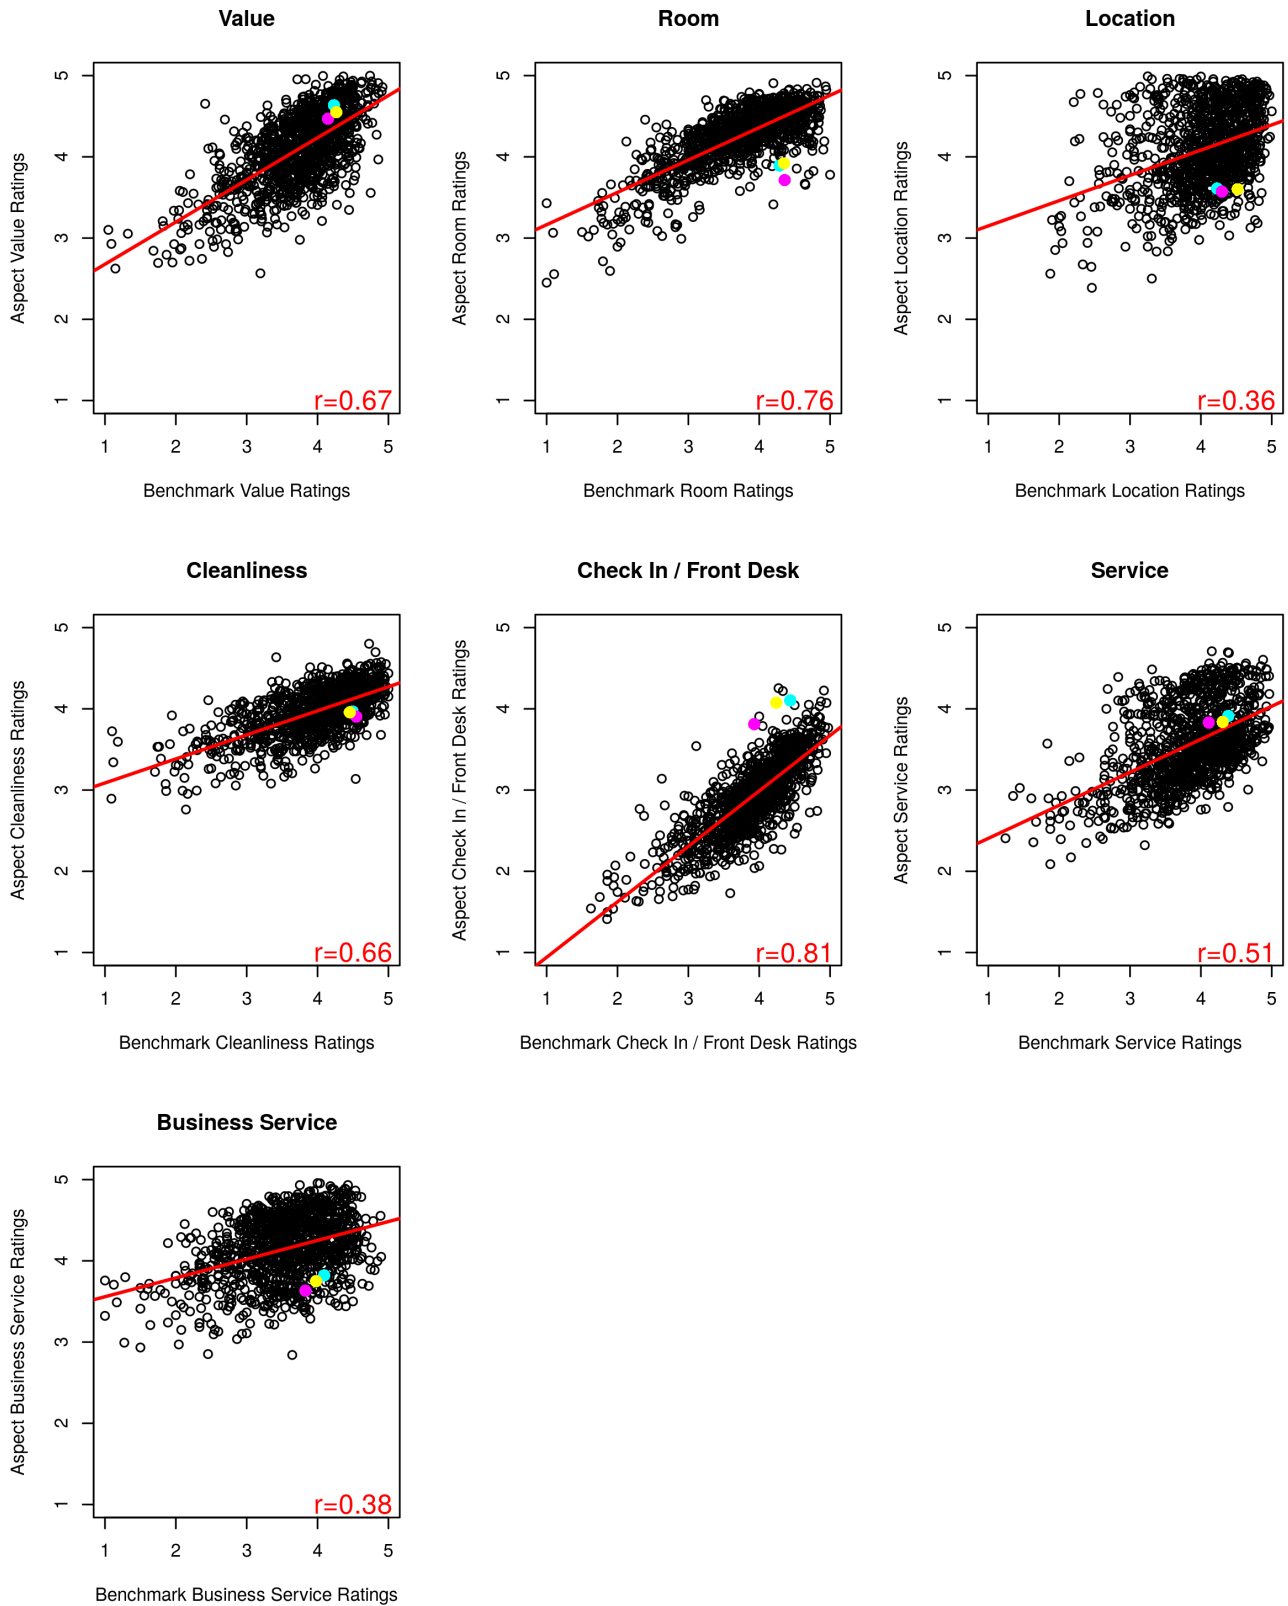 Value
Room
Location
Aspect Value Ratings
5
4
3
2
1
r=0.67
1 2 3 4 5
Benchmark Value Ratings
Aspect Room Ratings
5
4
3
2
1
r=0.76
1 2 3 4 5
Benchmark Room Ratings
Aspect Location Ratings
5
4
3
2
1
r=0.36
1 2 3 4 5
Benchmark Location Ratings
Cleanliness
Check In / Front Desk
Service
Aspect Cleanliness Ratings
5
4
3
2
1
r=0.66
1 2 3 4 5
Benchmark Cleanliness Ratings
Aspect Check In / Front Desk Ratings
5
4
3
2
1
r=0.81
1 2 3 4 5
Benchmark Check In / Front Desk Ratings
Aspect Service Ratings
5
4
3
2
1
r=0.51
1 2 3 4 5
Benchmark Service Ratings
Business Service
Aspect Business Service Ratings
5
4
3
2
1
r=0.38
1 2 3 4 5
Benchmark Business Service Ratings